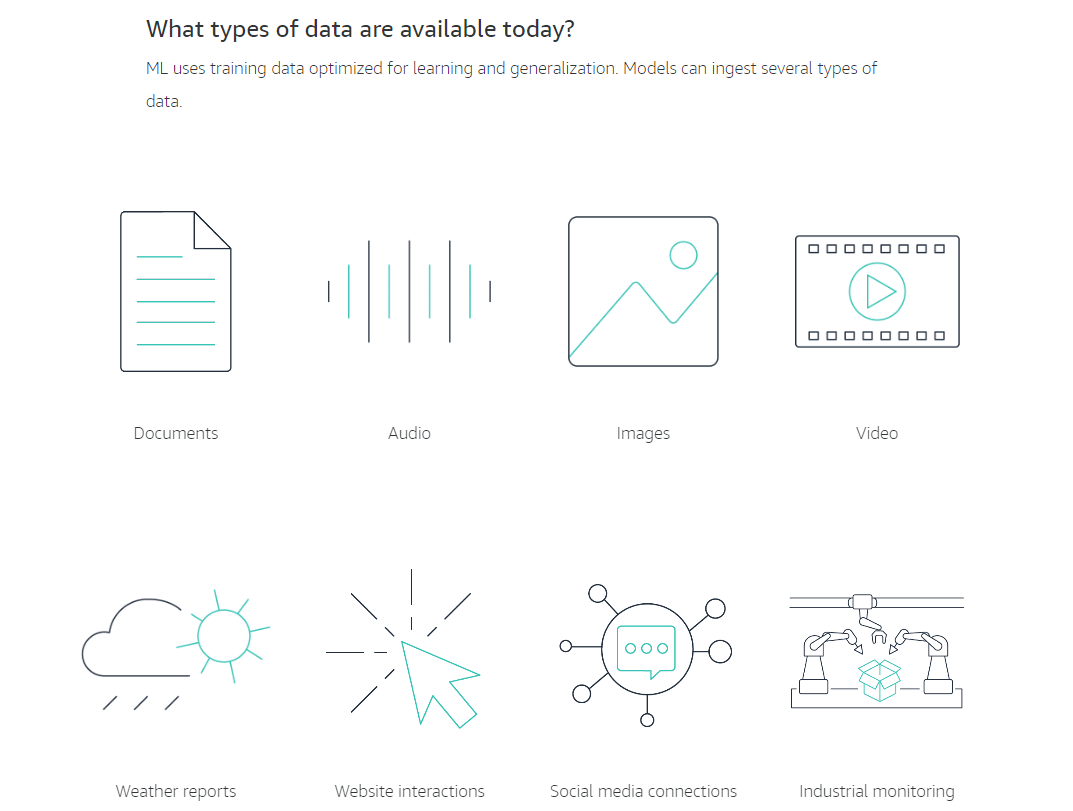 What types of data are available today?
ML uses training data optimized for learning and generalization. Models can ingest several types of
data.
Documents
Audio
Images
Video
Weather reports
Website interactions
Social media connections
Industrial monitoring